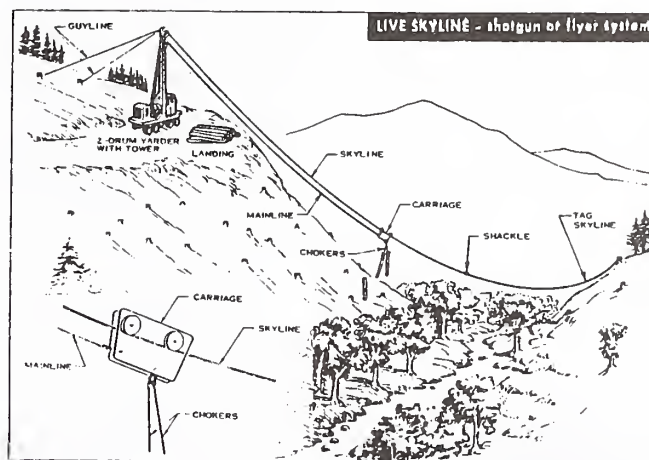 LIVE SKYLINE - shotgun or flyer system
GUYLINE
2-DRUM YARDER
WITH TOWER
LANDING
SKYLINE
MAINLINE
CARRIAGE
CHOKERS
SHACKLE
TAG
SKYLINE
CARRIAGE
SKYLINE
MAINLINE
CHOKERS